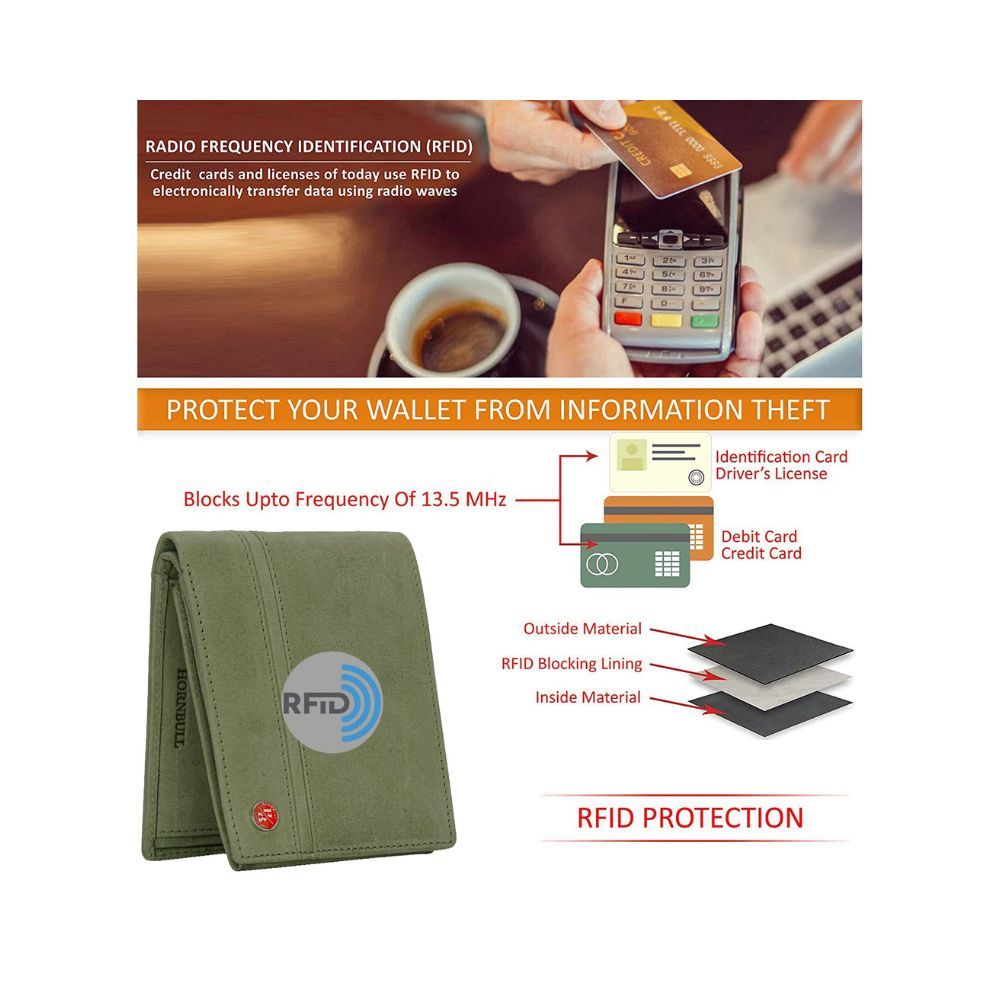 RADIO FREQUENCY IDENTIFICATION (RFID)
Credit cards and licenses of today use RFID to
electronically transfer data using radio waves
CREDIT
PROTECT YOUR WALLET FROM INFORMATION THEFT
Blocks Upto Frequency Of 13.5 MHz
Identification Card
Driver's License
Debit Card
Credit Card
Outside Material
RFID Blocking Lining
Inside Material
HORNBULL
RFiD
RFID PROTECTION